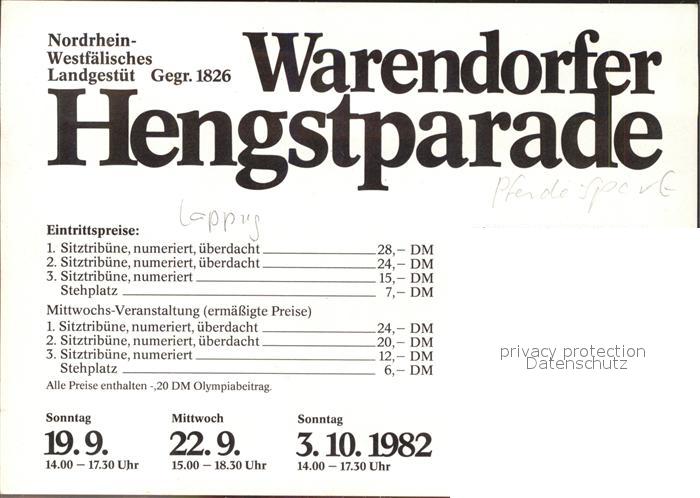 Nordrhein-
Westfälisches
Landgestüt Gegr. 1826
Warendorfer
Hengstparade
Pferdesport
Eintrittspreise:
1. Sitztribüne, numeriert, überdacht 28,– DM
2. Sitztribüne, numeriert, überdacht 24,– DM
3. Sitztribüne, numeriert 15,– DM
Stehplatz 7,– DM
Mittwochs-Veranstaltung (ermäßigte Preise)
1. Sitztribüne, numeriert, überdacht 24,– DM
2. Sitztribüne, numeriert, überdacht 20,– DM
3. Sitztribüne, numeriert 12,– DM
Stehplatz 6,– DM
Alle Preise enthalten -,20 DM Olympiabeitrag.
privacy protection
Datenschutz
Sonntag Mittwoch Sonntag
19. 9. 22. 9. 3. 10. 1982
14.00 – 17.30 Uhr 15.00 – 18.30 Uhr 14.00 – 17.30 Uhr